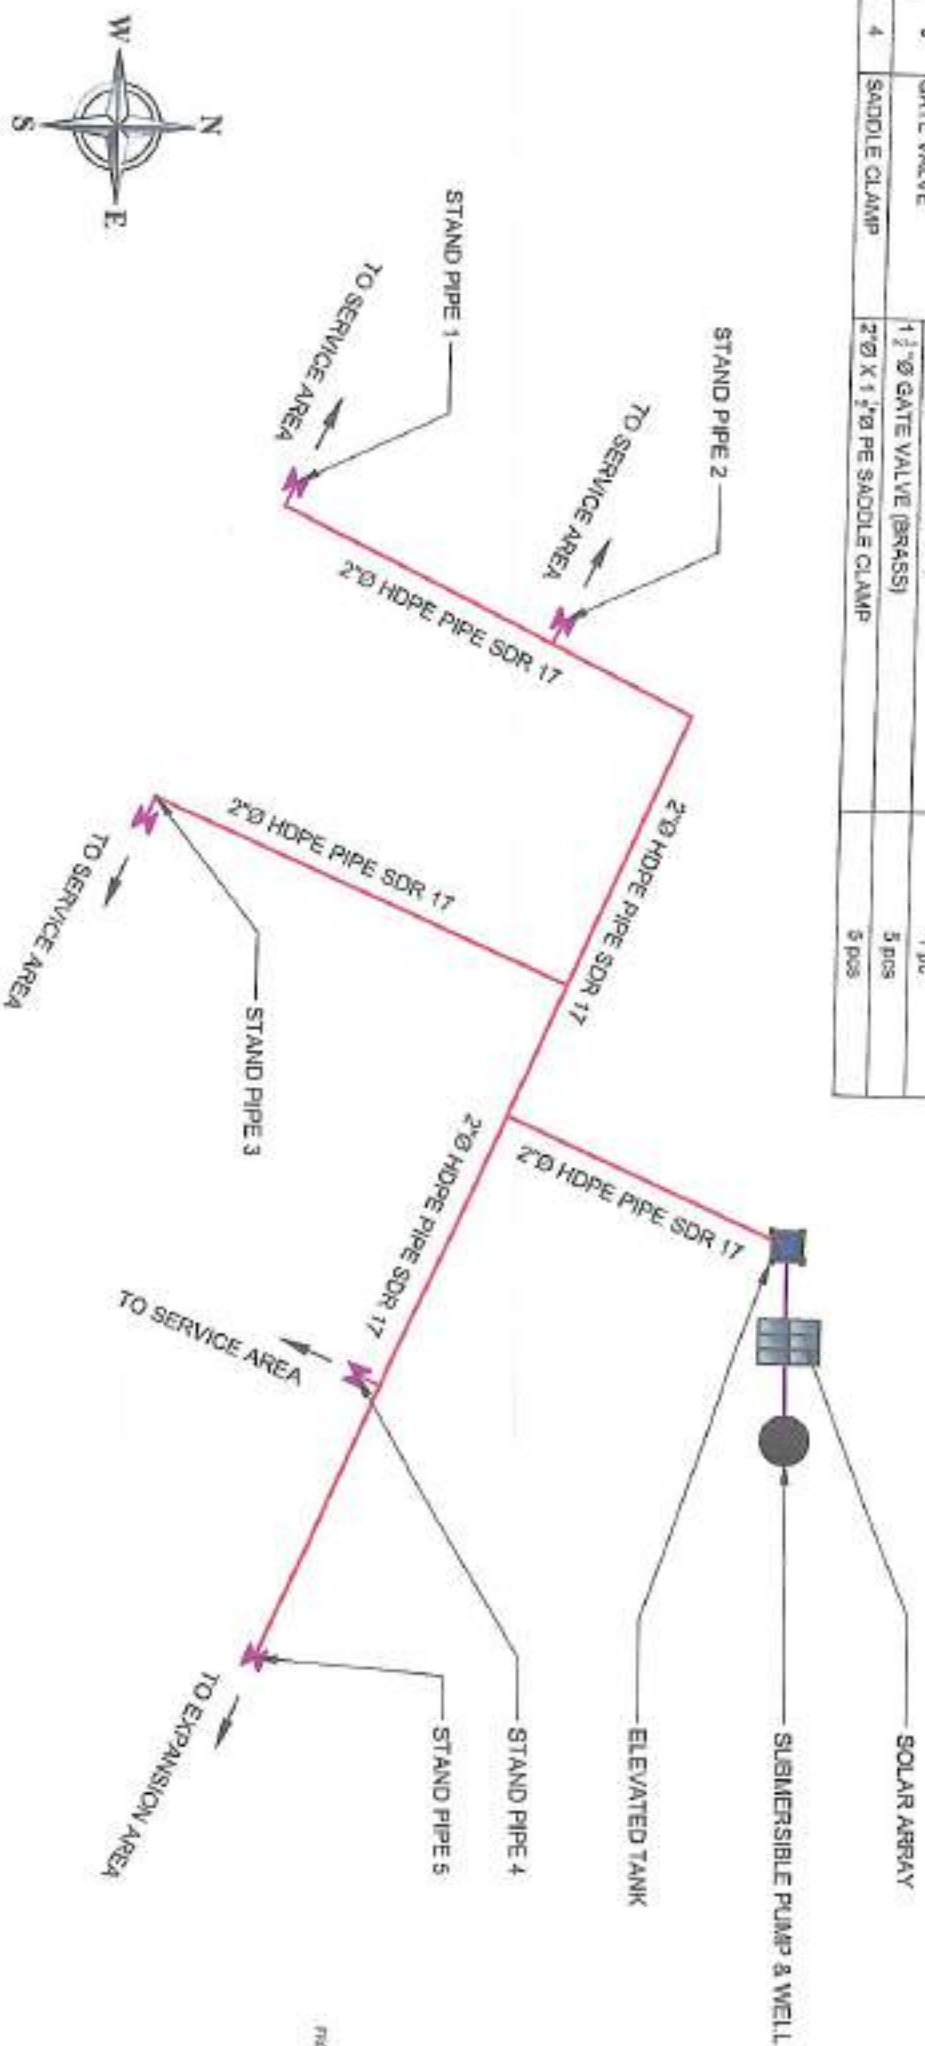 GATE VALVE
1 ½"Ø GATE VALVE (BRASS)
5 pcs
4
SADDLE CLAMP
2"Ø X 1 ½"Ø PE SADDLE CLAMP
5 pcs
SOLAR ARRAY
SUBMERSIBLE PUMP & WELL
ELEVATED TANK
STAND PIPE 2
TO SERVICE AREA
STAND PIPE 1
TO SERVICE AREA
2"Ø HDPE PIPE SDR 17
2"Ø HDPE PIPE SDR 17
2"Ø HDPE PIPE SDR 17
2"Ø HDPE PIPE SDR 17
2"Ø HDPE PIPE SDR 17
STAND PIPE 4
STAND PIPE 5
TO SERVICE AREA
TO EXPANSION AREA
STAND PIPE 3
TO SERVICE AREA
N
W
E
S